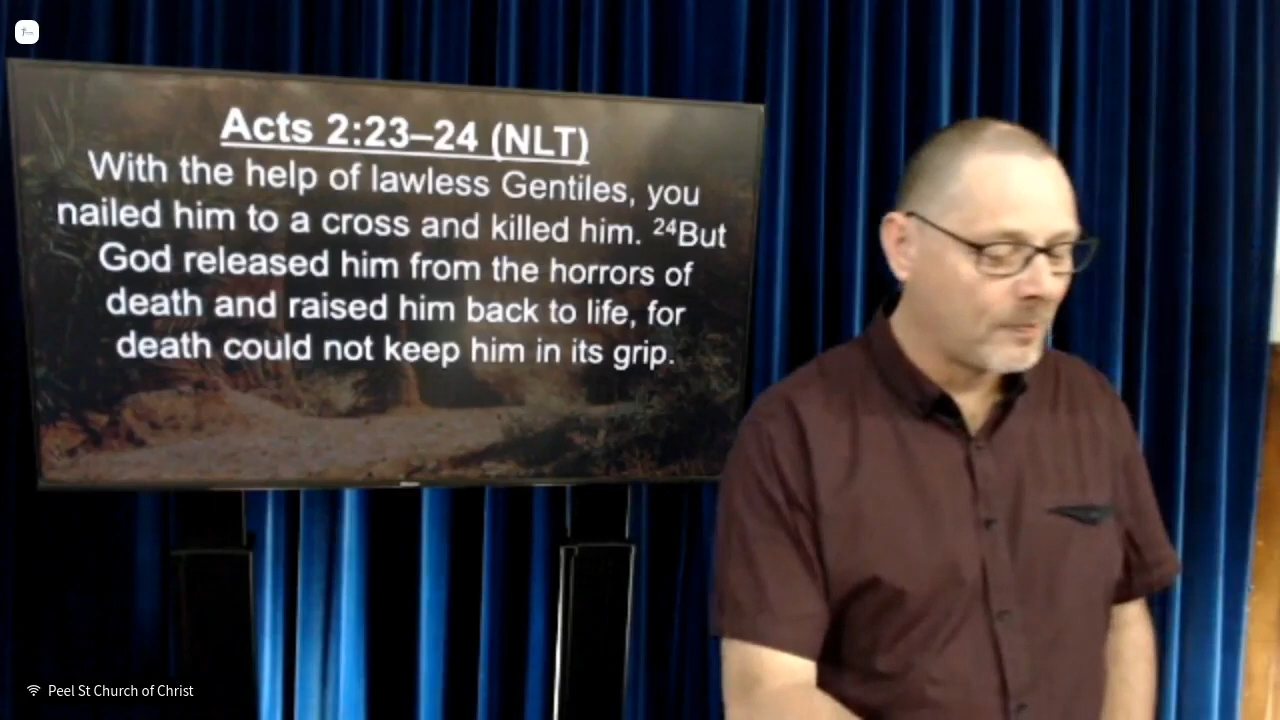 Acts 2:23–24 (NLT)
With the help of lawless Gentiles, you
nailed him to a cross and killed him. ²⁴But
God released him from the horrors of
death and raised him back to life, for
death could not keep him in its grip.
Peel St Church of Christ